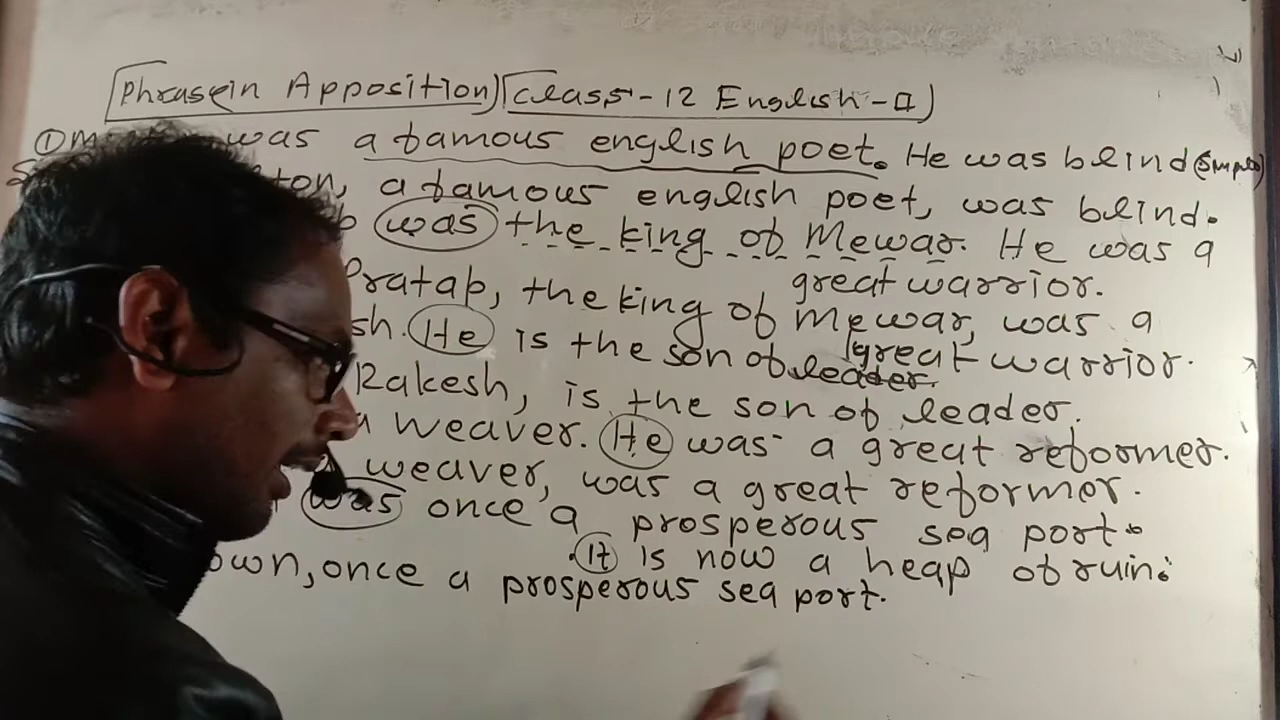 Phrase in Apposition) Class-12 English-II)
① was a famous english poet. He was blind (simple)
a famous english poet, was blind.
was the king of Mewar. He was a
great warrior.
Pratap, the king of Mewar, was a
great warrior.
He is the son of leader.
Rakesh, is the son of leader.
weaver. He was a great reformer.
weaver, was a great reformer.
was once a prosperous sea port.
It is now a heap of ruin.
once a prosperous sea port.